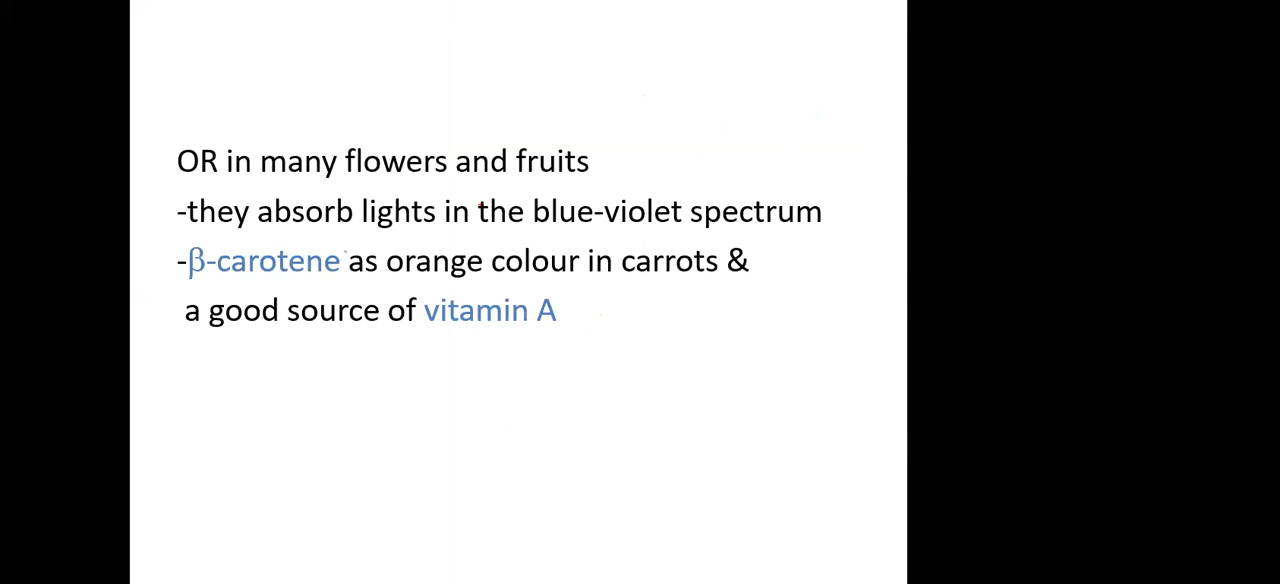 OR in many flowers and fruits
-they absorb lights in the blue-violet spectrum
-β-carotene as orange colour in carrots &
a good source of vitamin A